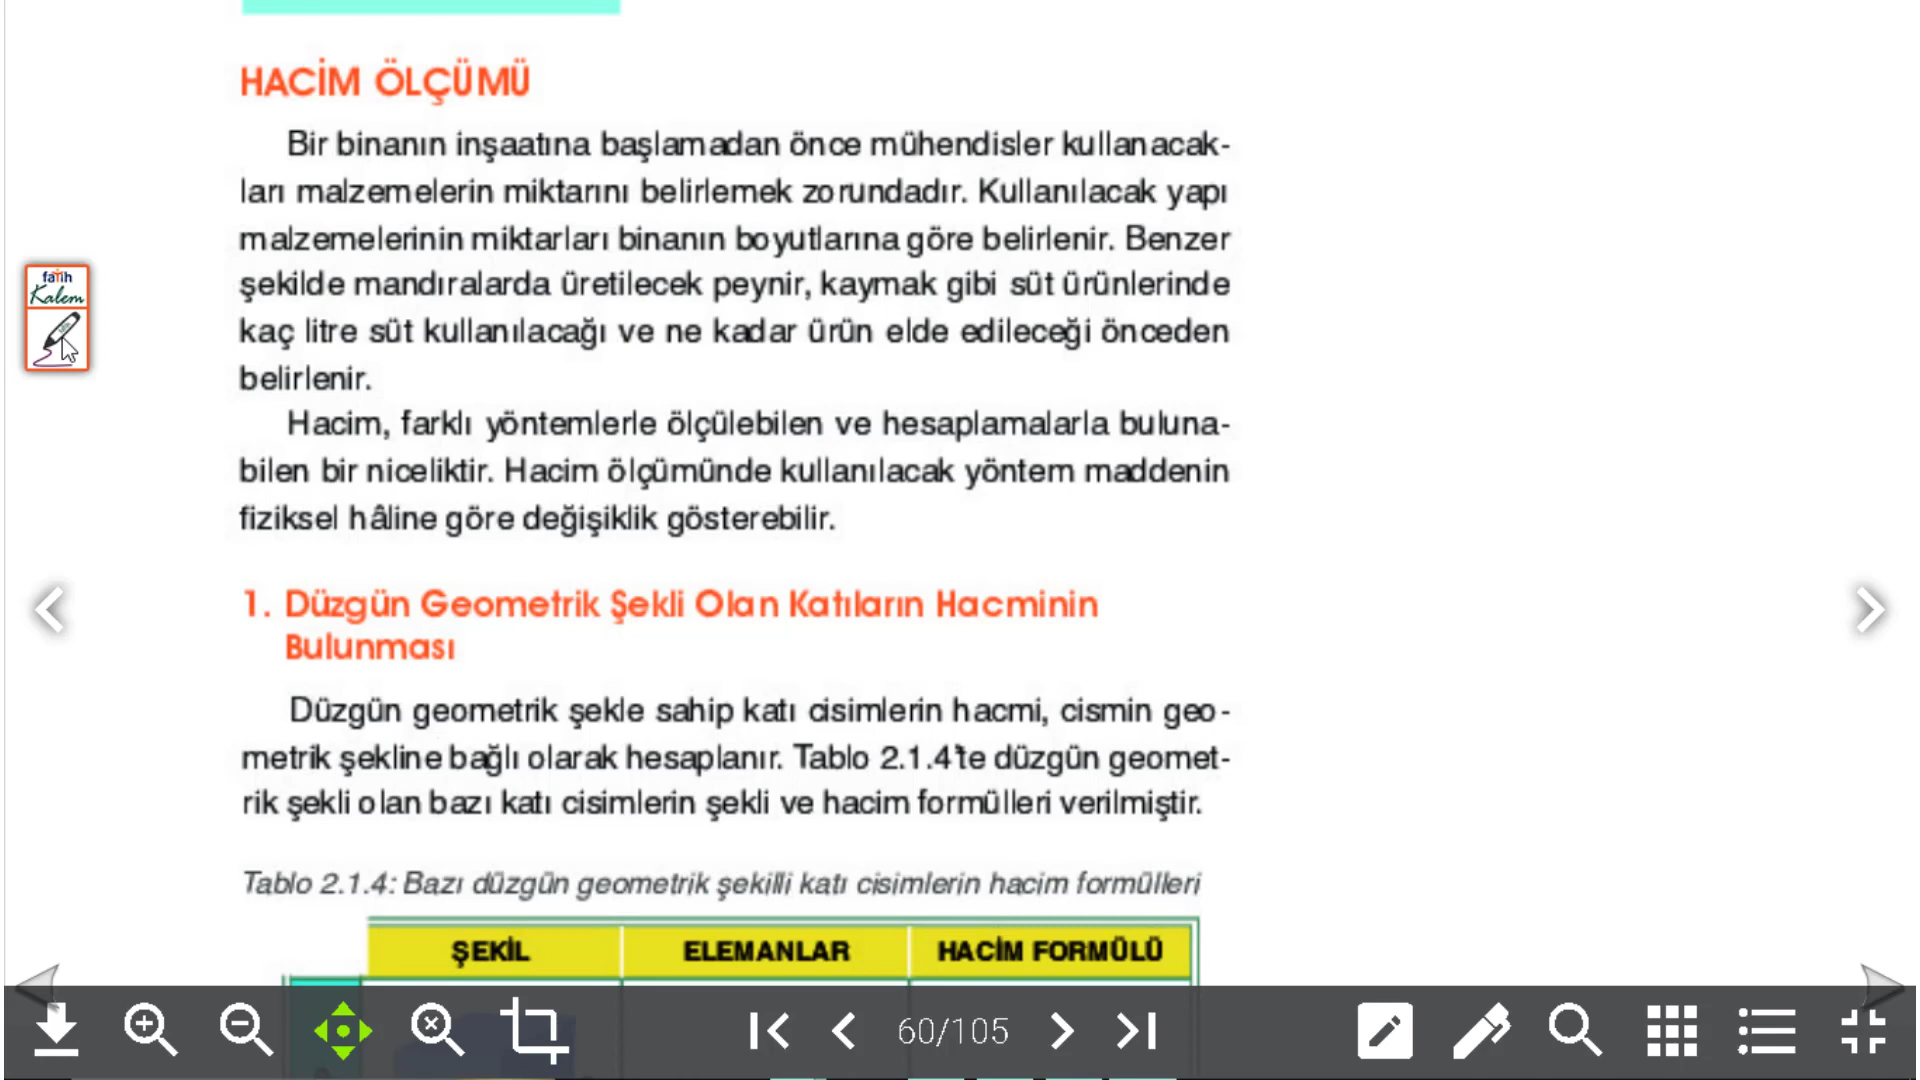 HACİM ÖLÇÜMÜ
Bir binanın inşaatına başlamadan önce mühendisler kullanacak-
ları malzemelerin miktarını belirlemek zorundadır. Kullanılacak yapı
malzemelerinin miktarları binanın boyutlarına göre belirlenir. Benzer
şekilde mandıralarda üretilecek peynir, kaymak gibi süt ürünlerinde
kaç litre süt kullanılacağı ve ne kadar ürün elde edileceği önceden
belirlenir.
Hacim, farklı yöntemlerle ölçülebilen ve hesaplamalarla buluna-
bilen bir niceliktir. Hacim ölçümünde kullanılacak yöntem maddenin
fiziksel hâline göre değişiklik gösterebilir.
fatih
Kalem
1. Düzgün Geometrik Şekli Olan Katıların Hacminin
Bulunması
Düzgün geometrik şekle sahip katı cisimlerin hacmi, cismin geo-
metrik şekline bağlı olarak hesaplanır. Tablo 2.1.4'te düzgün geomet-
rik şekli olan bazı katı cisimlerin şekli ve hacim formülleri verilmiştir.
Tablo 2.1.4: Bazı düzgün geometrik şekilli katı cisimlerin hacim formülleri
ŞEKİL ELEMANLAR HACİM FORMÜLÜ
60/105